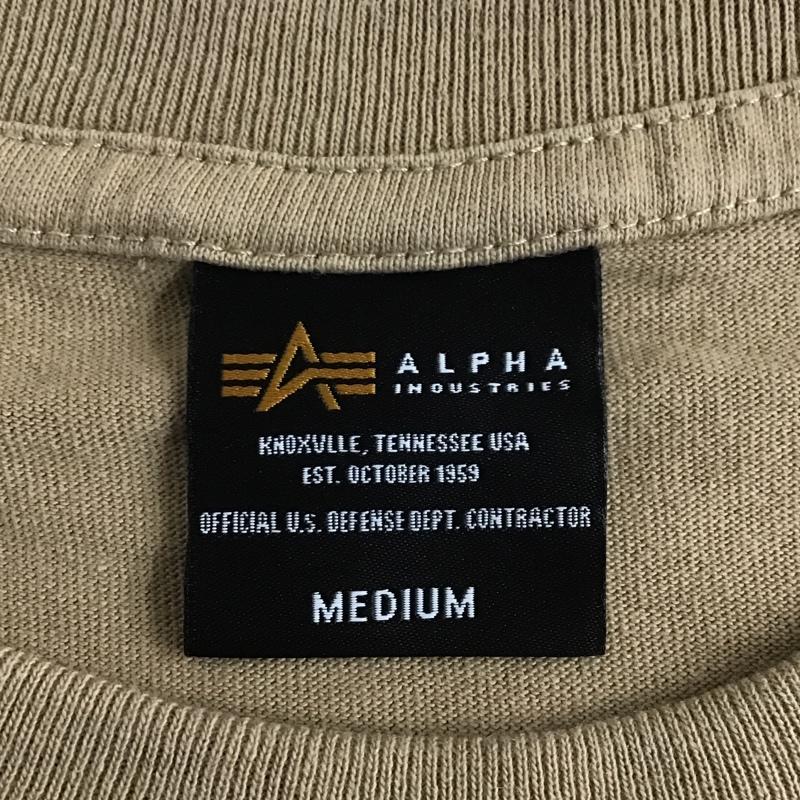 ALPHA
INDUSTRIES
KNOXVLLE, TENNESSEE USA
EST. OCTOBER 1959
OFFICIAL U.S. DEFENSE DEPT. CONTRACTOR
MEDIUM